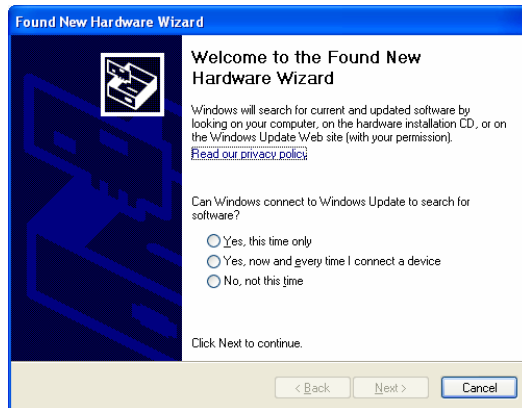 Found New Hardware Wizard
Welcome to the Found New
Hardware Wizard
Windows will search for current and updated software by
looking on your computer, on the hardware installation CD, or on
the Windows Update Web site (with your permission).
Read our privacy policy
Can Windows connect to Windows Update to search for
software?
Yes, this time only
Yes, now and every time I connect a device
No, not this time
Click Next to continue.
< Back Next > Cancel